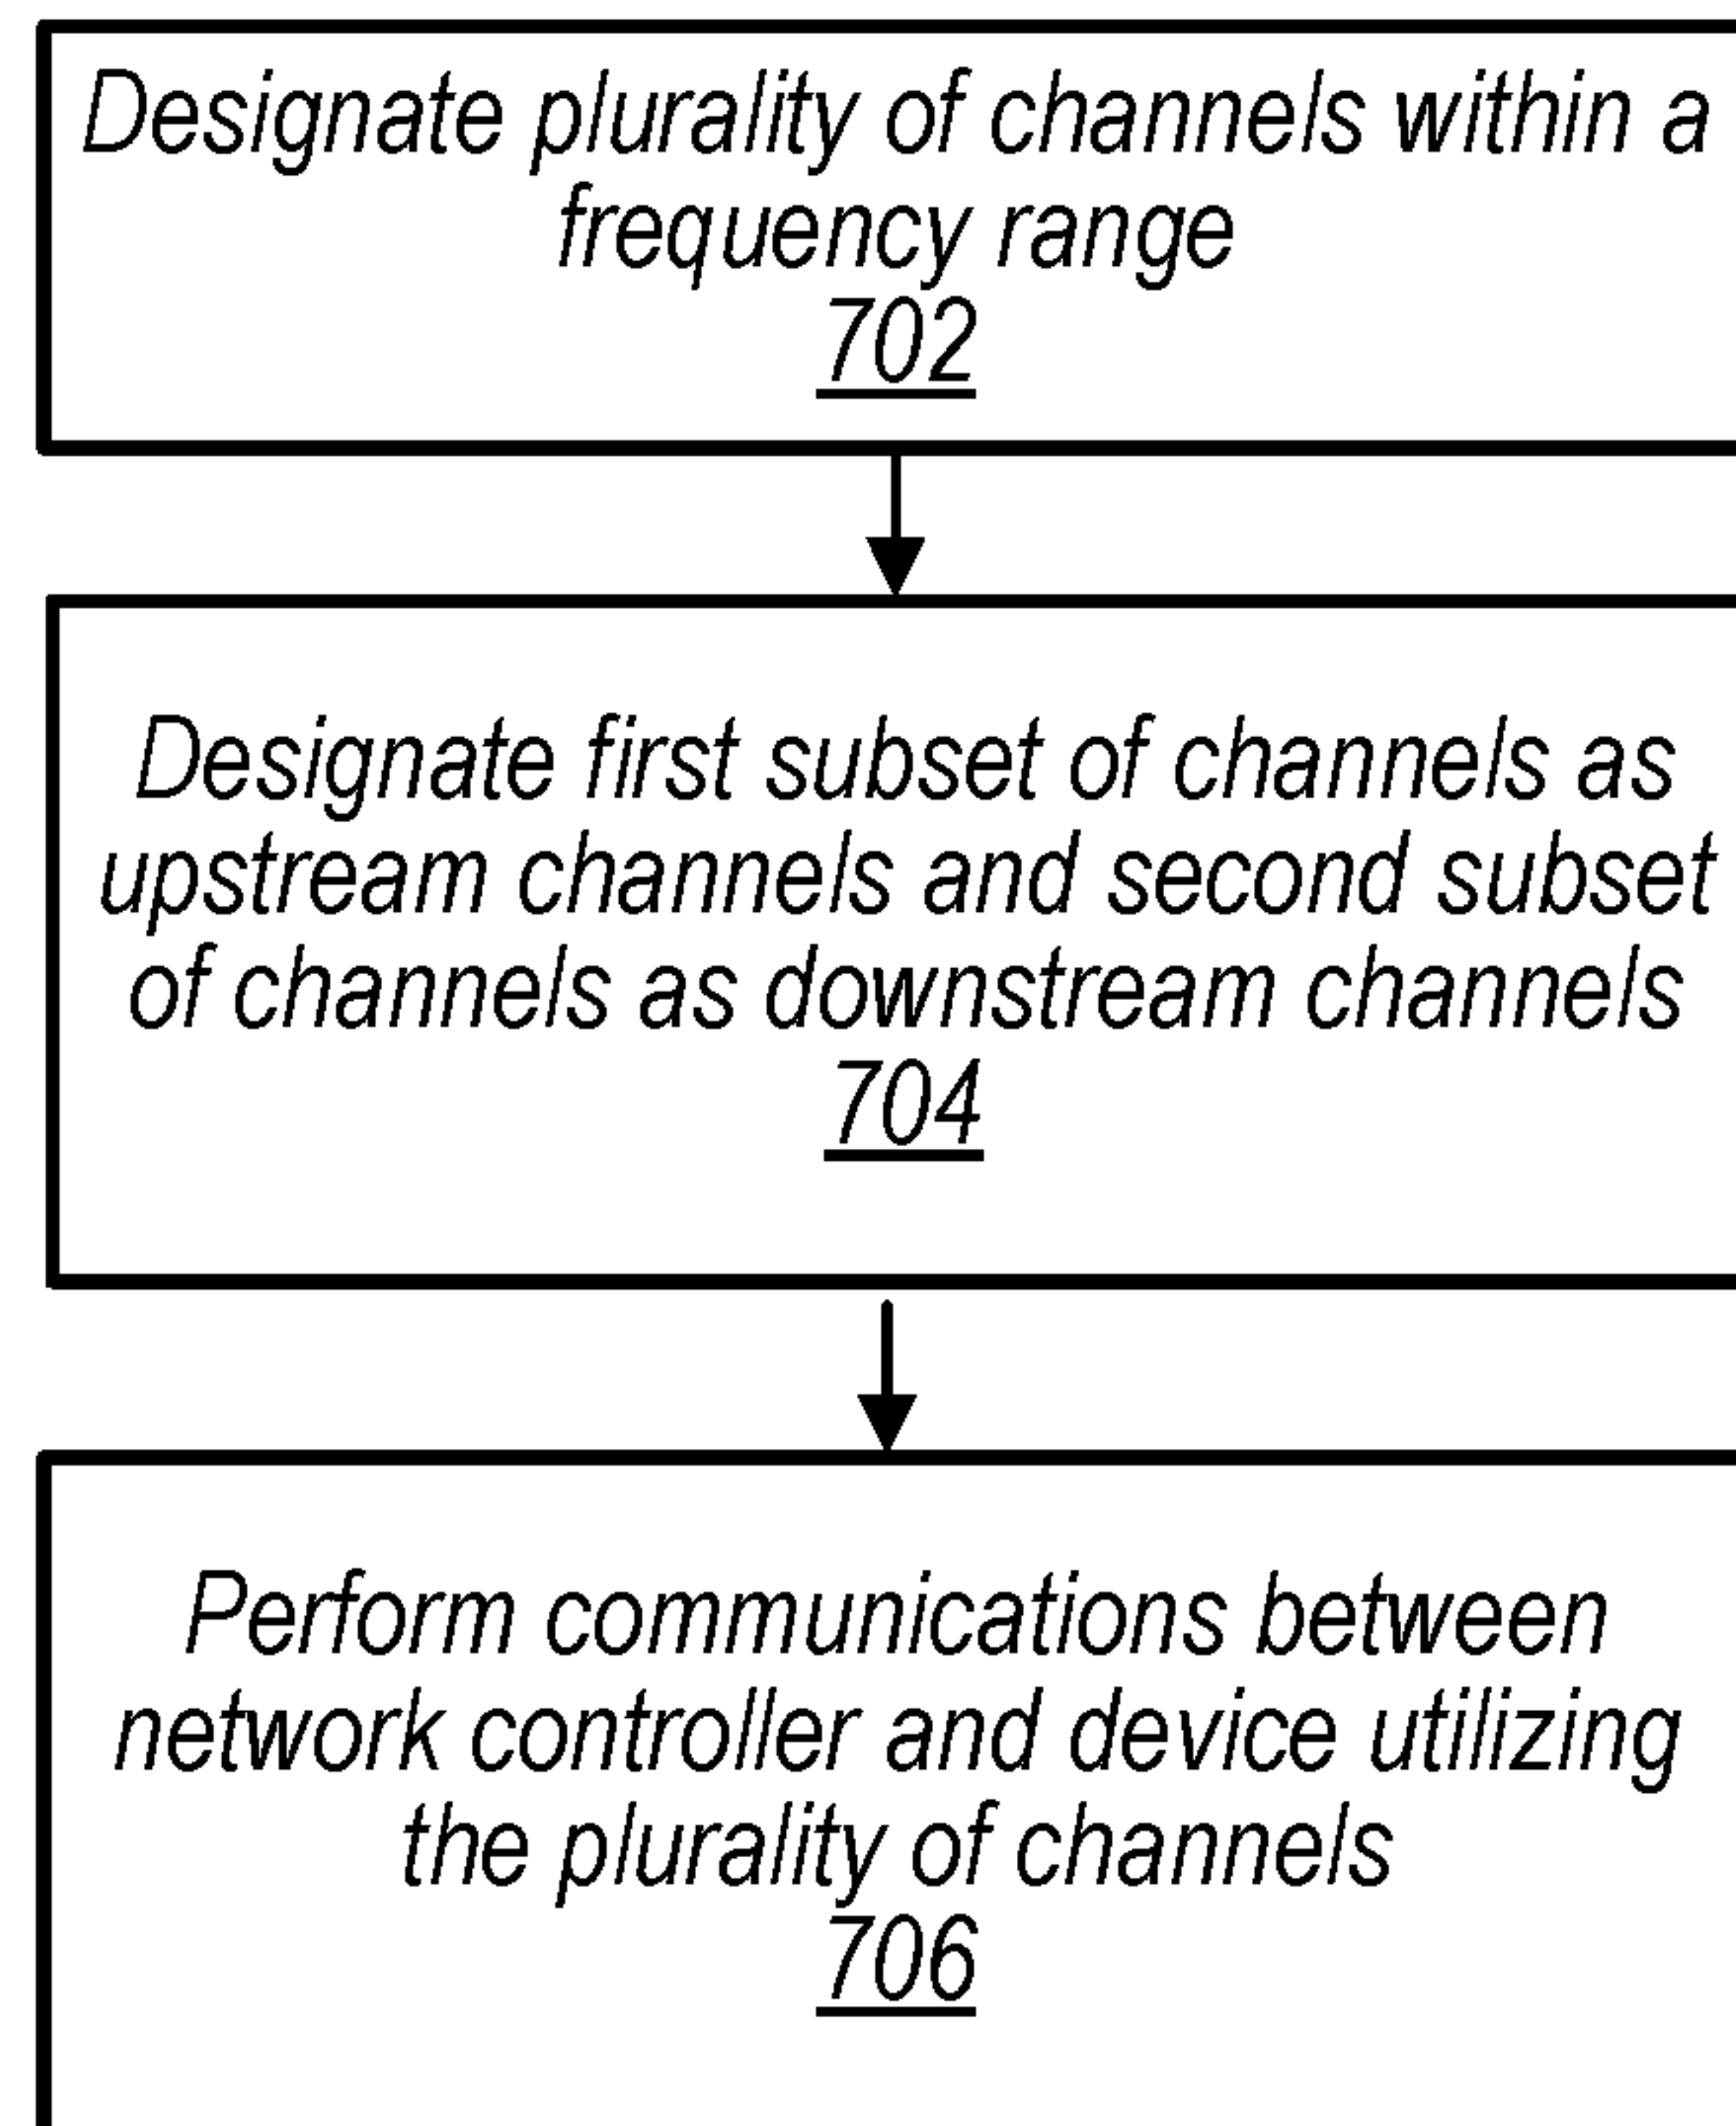 Designate plurality of channels within a
frequency range
702
Designate first subset of channels as
upstream channels and second subset
of channels as downstream channels
704
Perform communications between
network controller and device utilizing
the plurality of channels
706